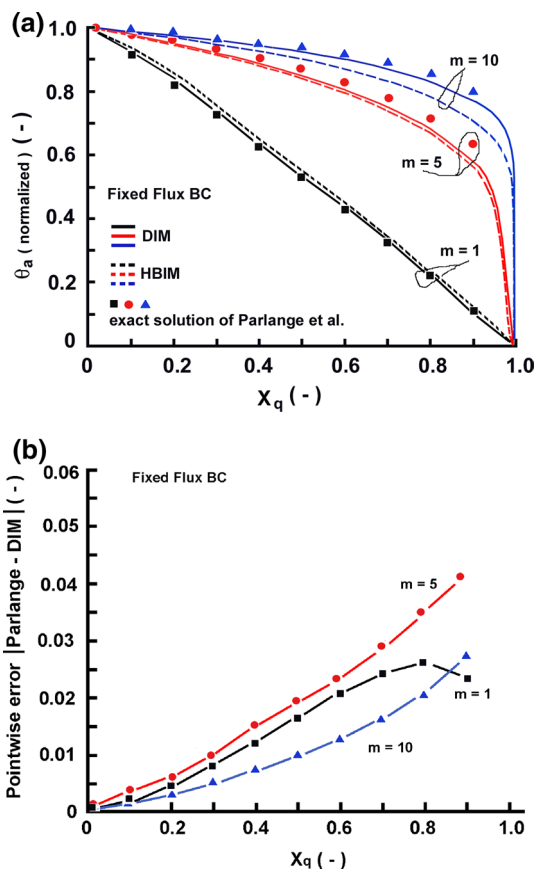 (a)
1.0
0.8
0.6
0.4
0.2
0
θa ( normalized ) (-)
m = 10
m = 5
m = 1
Fixed Flux BC
DIM
HBIM
exact solution of Parlange et al.
0 0.2 0.4 0.6 0.8 1.0
Xq (-)
(b)
0.06
0.05
0.04
0.03
0.02
0.01
0
Pointwise error |Parlange - DIM| (-)
Fixed Flux BC
m = 5
m = 1
m = 10
0 0.2 0.4 0.6 0.8 1.0
Xq (-)